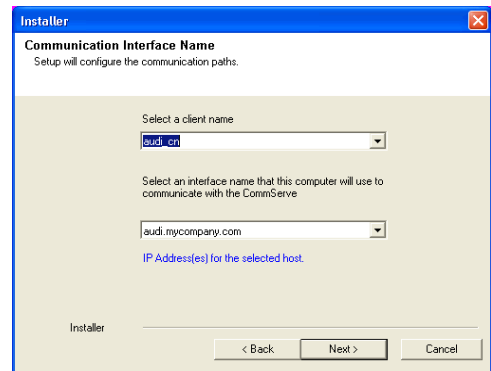 Installer
Communication Interface Name
Setup will configure the communication paths.
Select a client name
audi_cn
Select an interface name that this computer will use to
communicate with the CommServe
audi.mycompany.com
IP Address(es) for the selected host.
Installer
< Back
Next >
Cancel